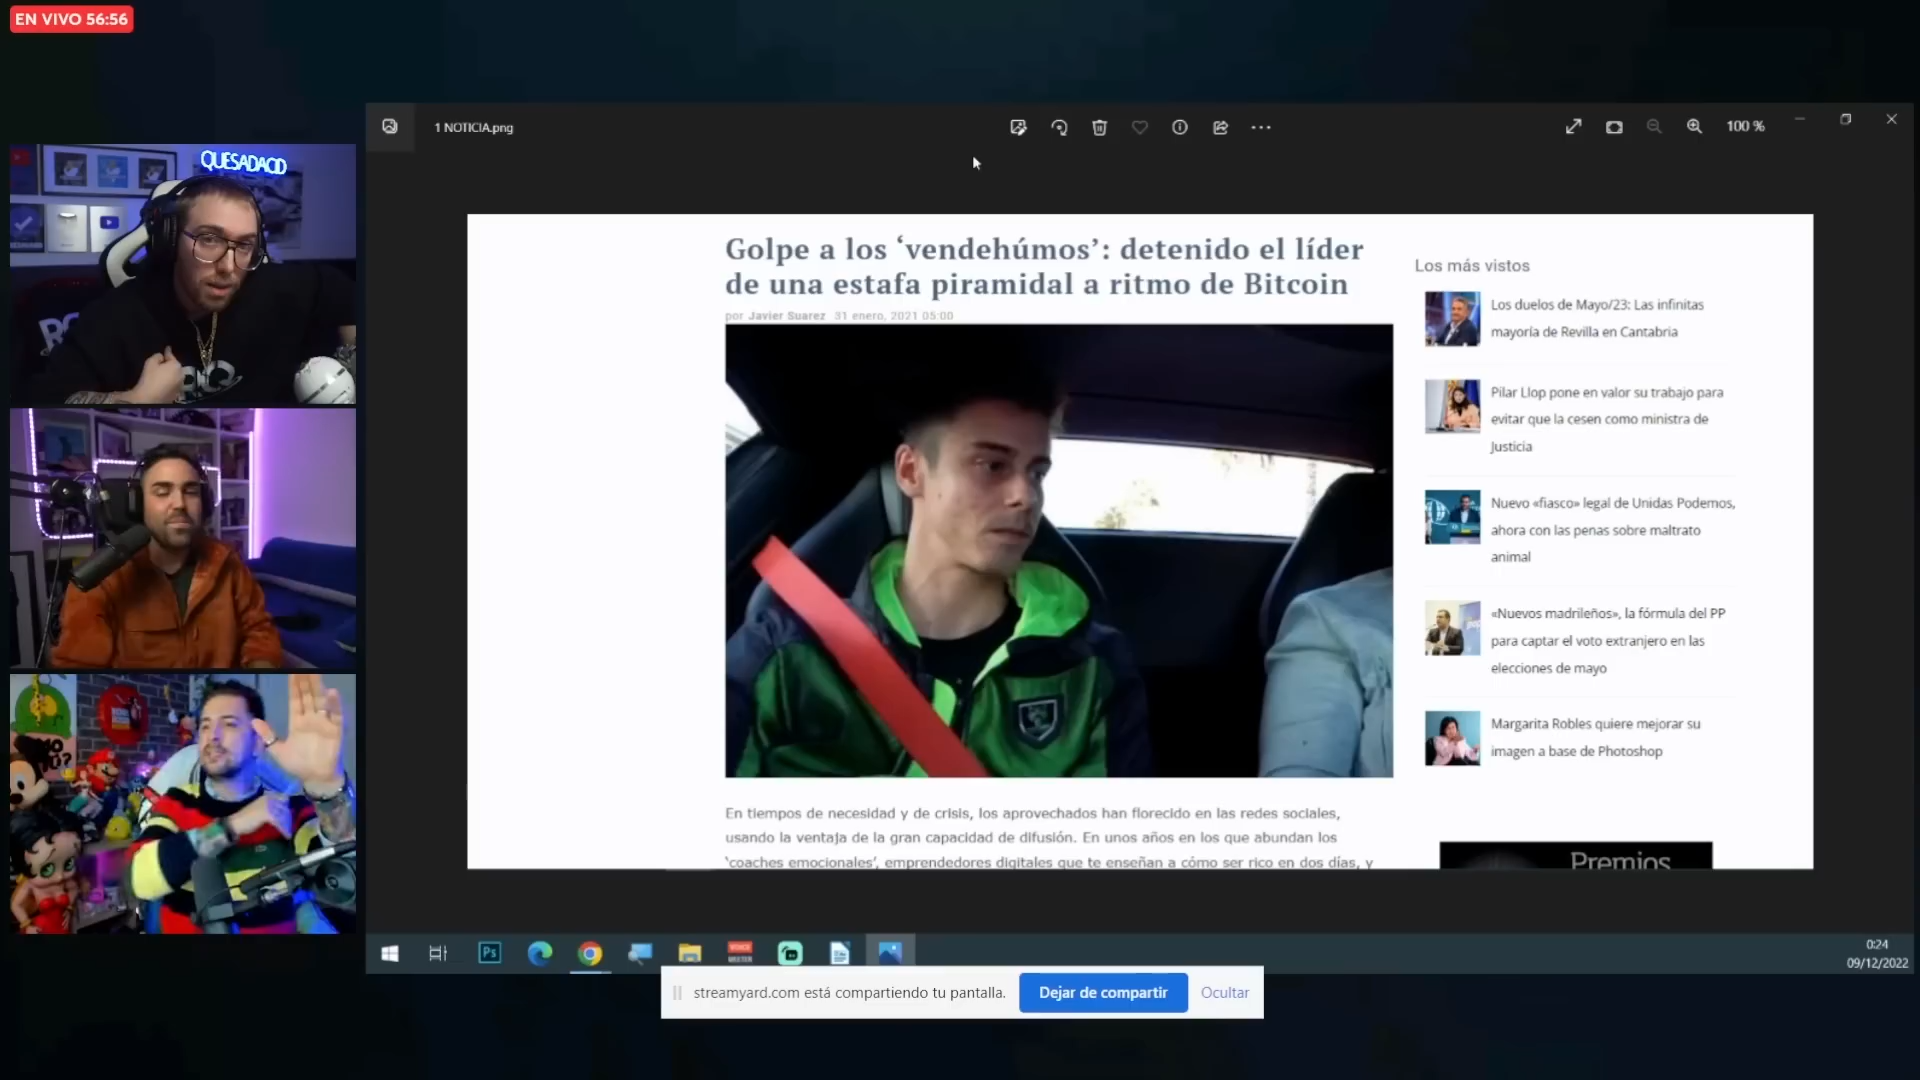 EN VIVO 56:56
QUESADACID
1 NOTICIA.png
100 %
Golpe a los ‘vendehúmos’: detenido el líder
de una estafa piramidal a ritmo de Bitcoin
por Javier Suarez 31 enero, 2021 05:00
En tiempos de necesidad y de crisis, los aprovechados han florecido en las redes sociales,
usando la ventaja de la gran capacidad de difusión. En unos años en los que abundan los
‘coaches emocionales’, emprendedores digitales que te enseñan a cómo ser rico en dos días, y
Los más vistos
Los duelos de Mayo/23: Las infinitas
mayoría de Revilla en Cantabria
Pilar Llop pone en valor su trabajo para
evitar que la cesen como ministra de
Justicia
Nuevo «fiasco» legal de Unidas Podemos,
ahora con las penas sobre maltrato
animal
«Nuevos madrileños», la fórmula del PP
para captar el voto extranjero en las
elecciones de mayo
Margarita Robles quiere mejorar su
imagen a base de Photoshop
Premios
Ps
0:24
09/12/2022
streamyard.com está compartiendo tu pantalla.
Dejar de compartir
Ocultar